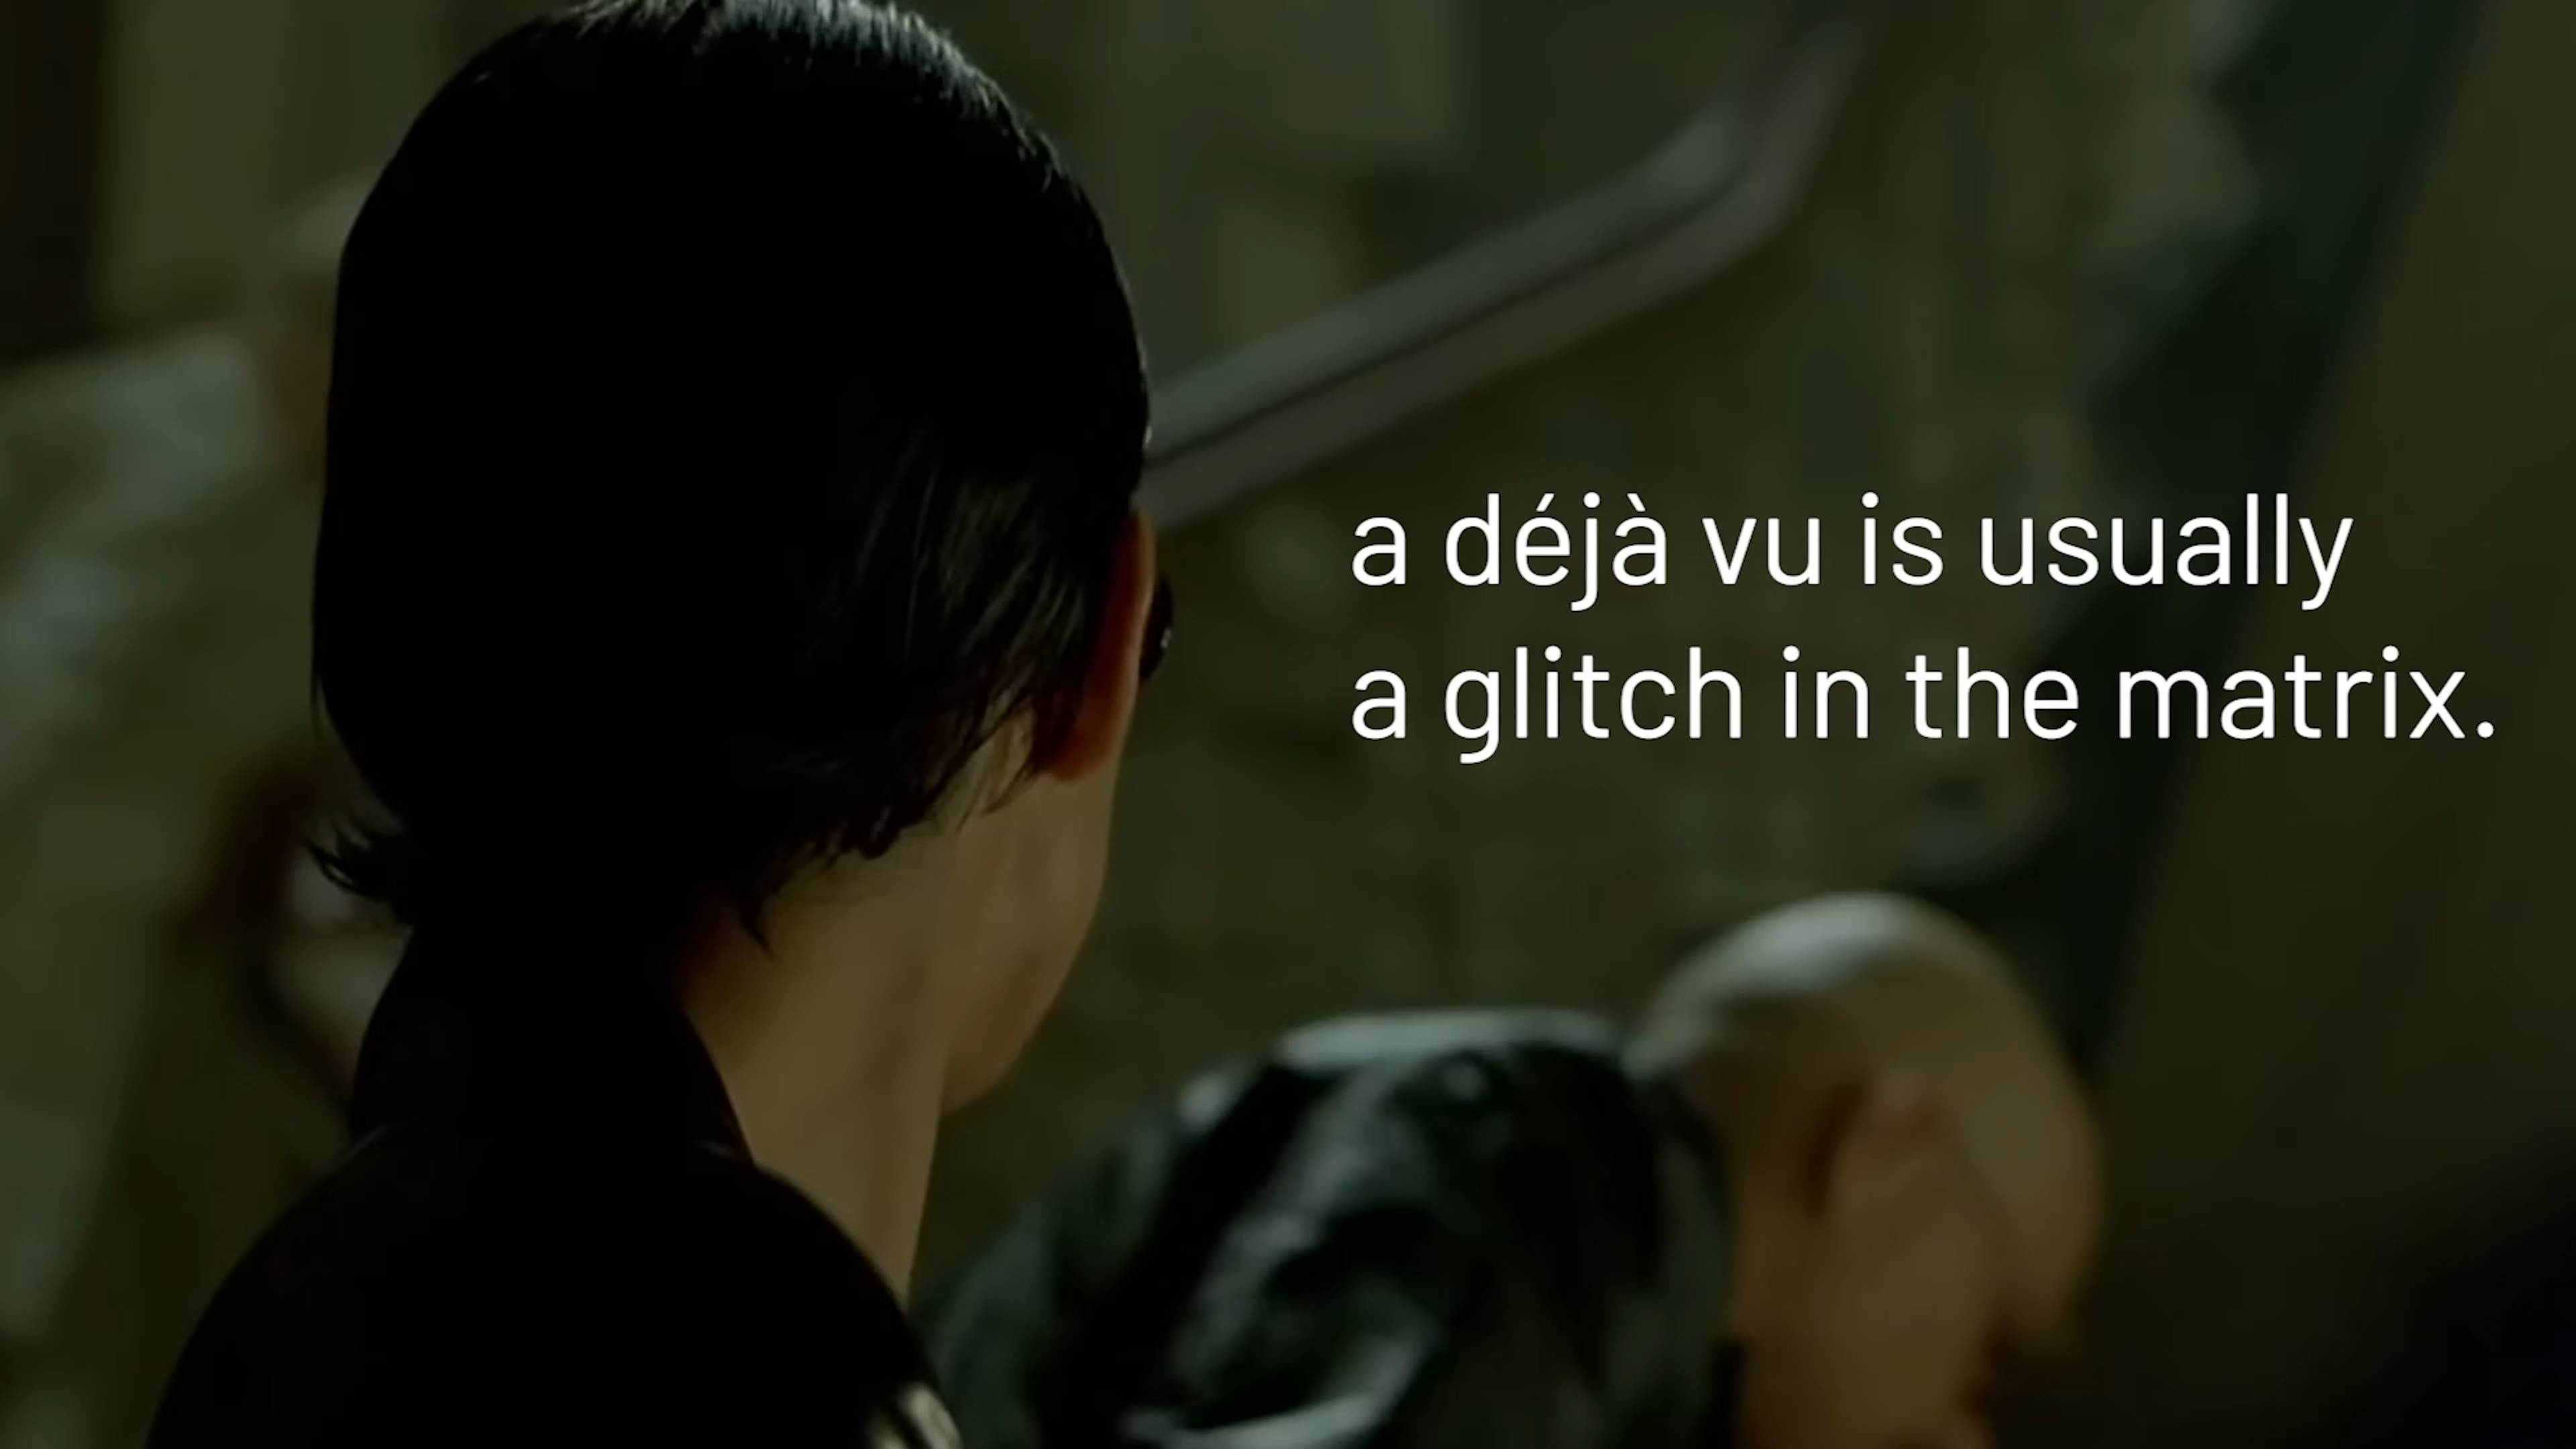 a déjà vu is usually
a glitch in the matrix.